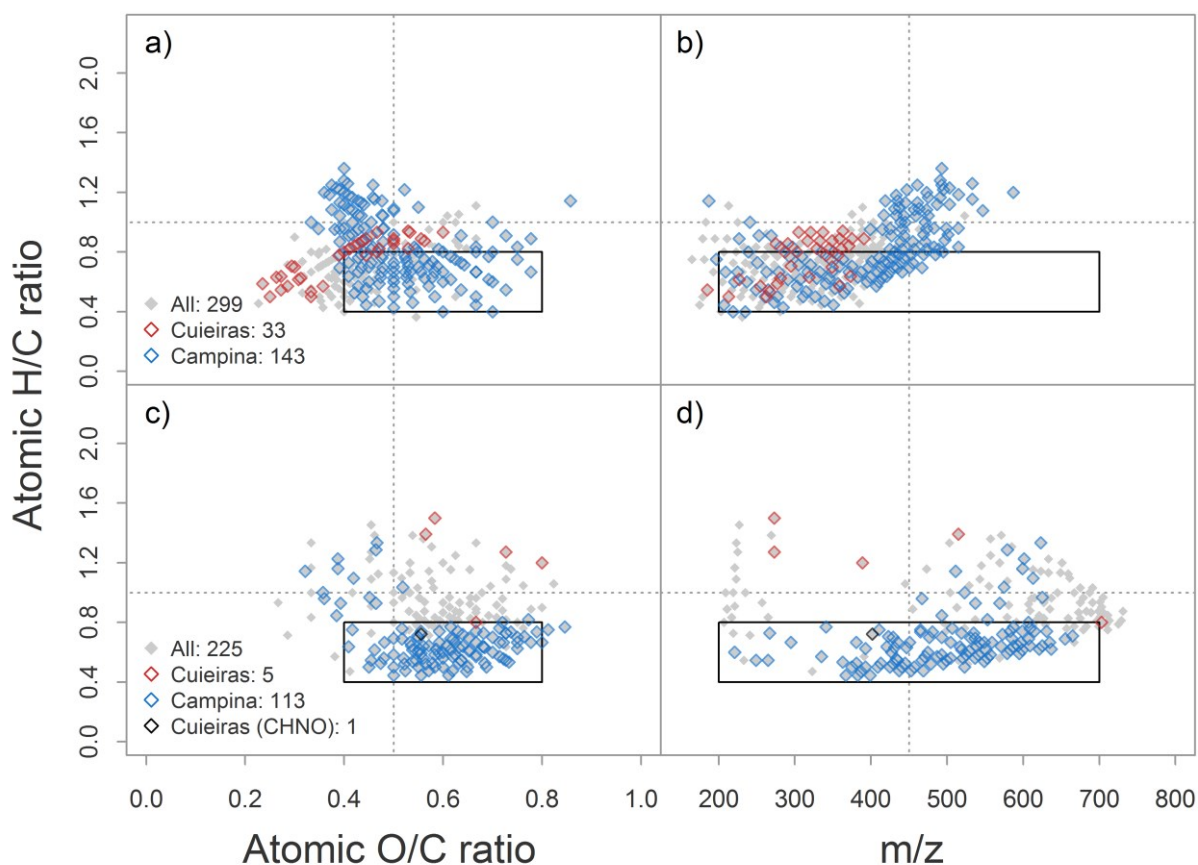 Atomic H/C ratio
a)
2.0
1.6
1.2
0.8
0.4
0.0
All: 299
Cuieiras: 33
Campina: 143
b)
c)
2.0
1.6
1.2
0.8
0.4
0.0
All: 225
Cuieiras: 5
Campina: 113
Cuieiras (CHNO): 1
d)
0.0 0.2 0.4 0.6 0.8 1.0
200 300 400 500 600 700 800
Atomic O/C ratio
m/z